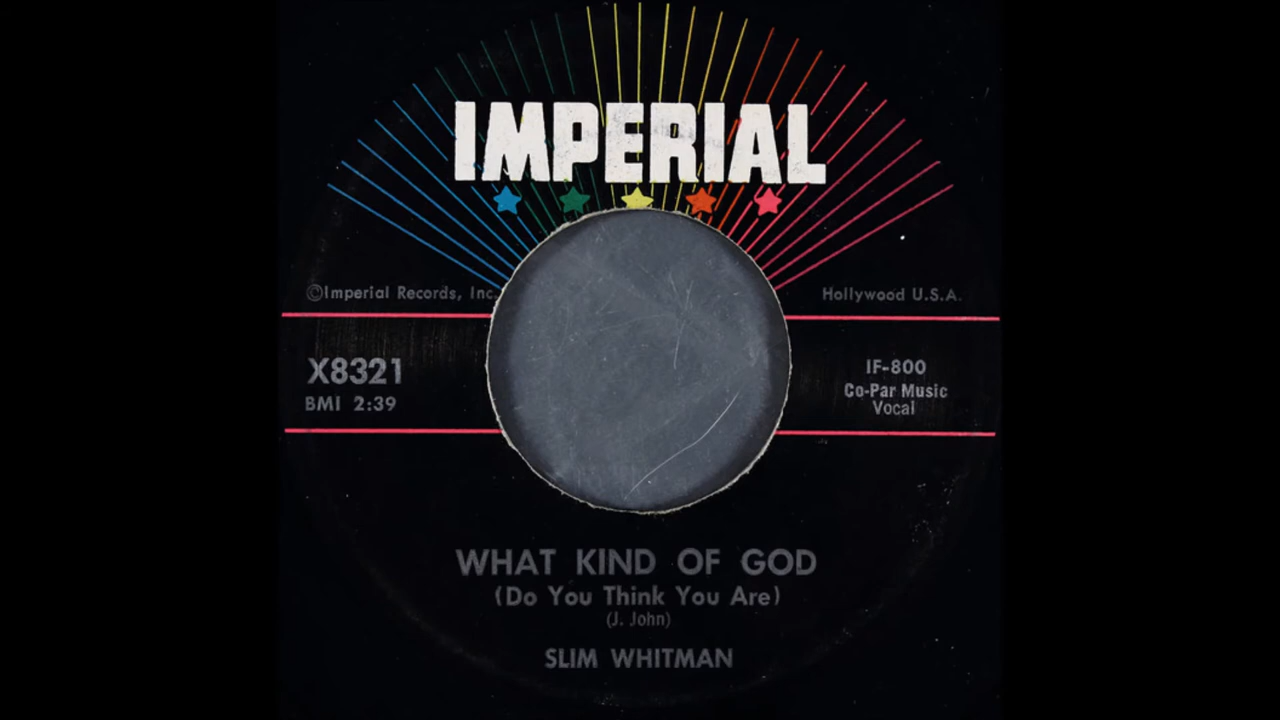 IMPERIAL
©Imperial Records, Inc.
Hollywood U.S.A.
X8321
BMI 2:39
IF-800
Co-Par Music
Vocal
WHAT KIND OF GOD
(Do You Think You Are)
(J. John)
SLIM WHITMAN